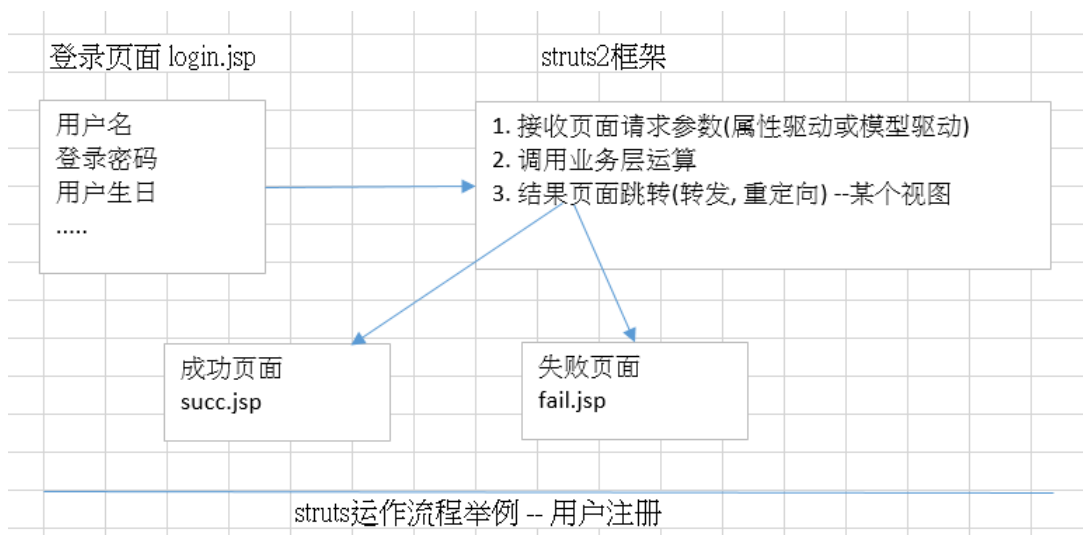 登录页面 login.jsp
struts2框架
用户名
登录密码
用户生日
.....
1. 接收页面请求参数(属性驱动或模型驱动)
2. 调用业务层运算
3. 结果页面跳转(转发, 重定向) --某个视图
成功页面
succ.jsp
失败页面
fail.jsp
struts运作流程举例 -- 用户注册